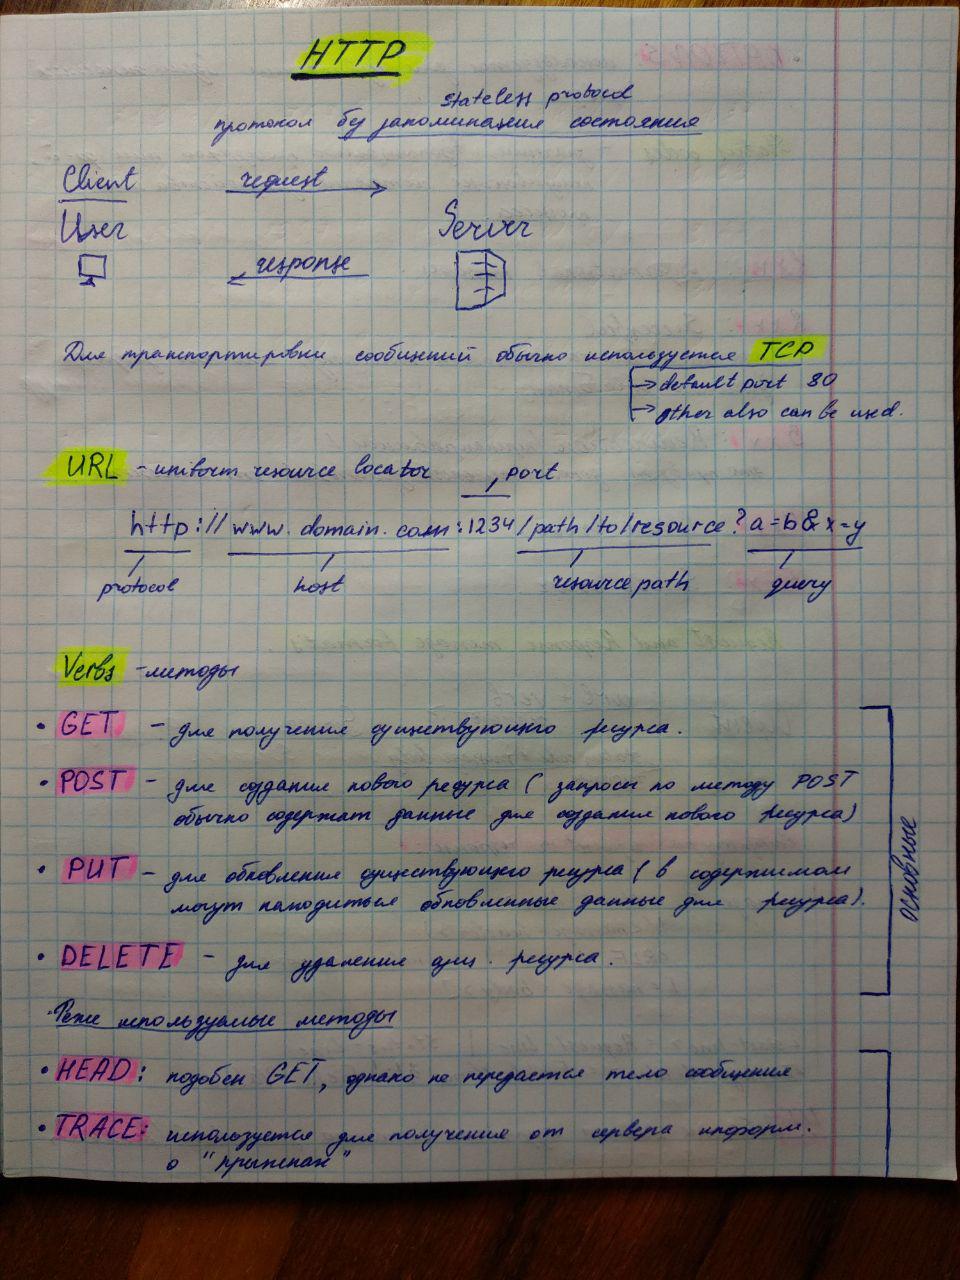 HTTP
stateless protocol
протокол без запоминания состояния
Client request
User Server
response
Для транспортировки сообщений обычно используется TCP
default port 80
other also can be used.
URL - uniform resource locator port
http://www.domain.com:1234/path/to/resource?a=b&x=y
protocol host resource path query
Verbs - методы
• GET - для получения существующего ресурса.
• POST - для создания нового ресурса (запросы по методу POST
обычно содержат данные для создания нового ресурса)
• PUT - для обновления существующего ресурса (в содержимом
могут находиться обновленные данные для ресурса).
основные
• DELETE - для удаления сущ. ресурса.
Реже используемые методы
• HEAD: подобен GET, однако не передается тело сообщения
• TRACE: используется для получения от сервера информ.
о "прыжках"